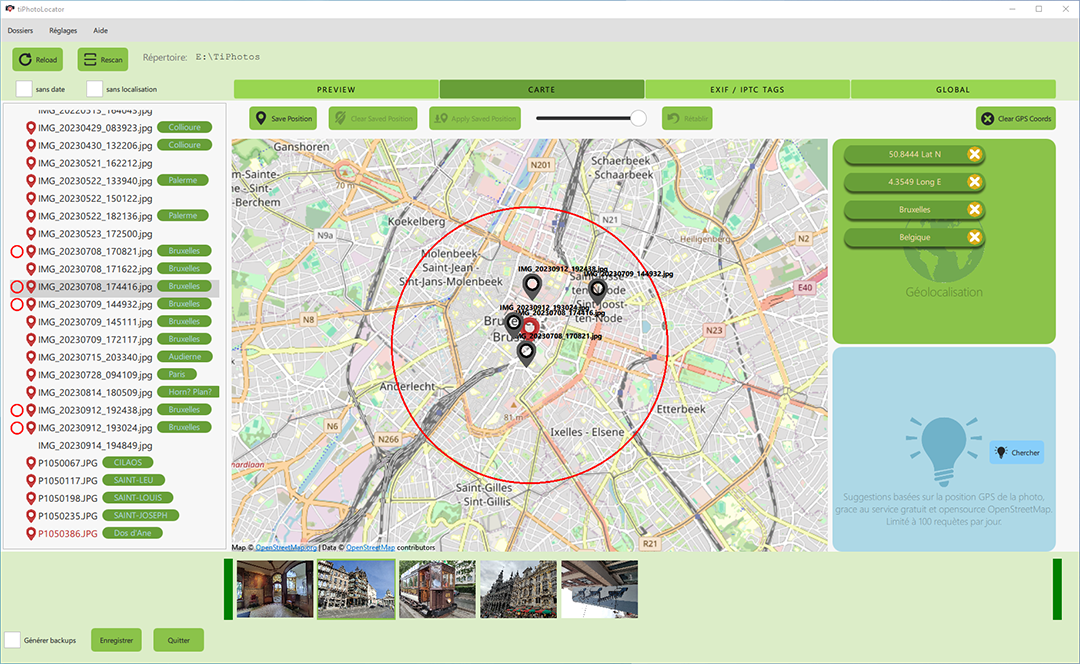 tiPhotoLocator
Dossiers Réglages Aide
Reload Rescan Répertoire: E:\TiPhotos
sans date sans localisation
PREVIEW CARTE EXIF / IPTC TAGS GLOBAL
Save Position Clear Saved Position Apply Saved Position Rétablir Clear GPS Coords
IMG_20220315_164043.jpg
IMG_20230429_083923.jpg Collioure
IMG_20230430_132206.jpg Collioure
IMG_20230521_162212.jpg
IMG_20230522_133940.jpg Palerme
IMG_20230522_150122.jpg
IMG_20230522_182136.jpg Palerme
IMG_20230523_172500.jpg
IMG_20230708_170821.jpg Bruxelles
IMG_20230708_171622.jpg Bruxelles
IMG_20230708_174416.jpg Bruxelles
IMG_20230709_144932.jpg Bruxelles
IMG_20230709_145111.jpg Bruxelles
IMG_20230709_172117.jpg Bruxelles
IMG_20230715_203340.jpg Audierne
IMG_20230728_094109.jpg Paris
IMG_20230814_180509.jpg Horn? Plan?
IMG_20230912_192438.jpg Bruxelles
IMG_20230912_193024.jpg Bruxelles
IMG_20230914_194849.jpg
P1050067.JPG CILAOS
P1050117.JPG SAINT-LEU
P1050198.JPG SAINT-LOUIS
P1050235.JPG SAINT-JOSEPH
P1050386.JPG Dos d'Ane
Ganshoren
N201
Schaerbeek
- Schaarbeek
m-Sainte-
e - Sint-
-Berchem
70 m
Koekelberg
N21
N9a
N2
Heiligenberg
Molenbeek-
Saint-Jean -
Sint-Jans-Molenbeek
IMG_20230912_192438.jpg
IMG_20230709_144932.jpg
ten-Node
Sint-Joost-
ten-Node
E40
IMG_20230912_193024.jpg
IMG_20230708_174416.jpg
IMG_20230708_170821.jpg
N8
N23
Anderlecht
81 m
Etterbeek
N6
N266
Ixelles - Elsene
Saint-Gilles
- Sint-Gillis
R21
Map © OpenStreetMap.org | Data © OpenStreetMap contributors
50.8444 Lat N
4.3549 Long E
Bruxelles
Belgique
Géolocalisation
Chercher
Suggestions basées sur la position GPS de la photo,
grace au service gratuit et opensource OpenStreetMap.
Limité à 100 requêtes par jour.
Générer backups Enregistrer Quitter